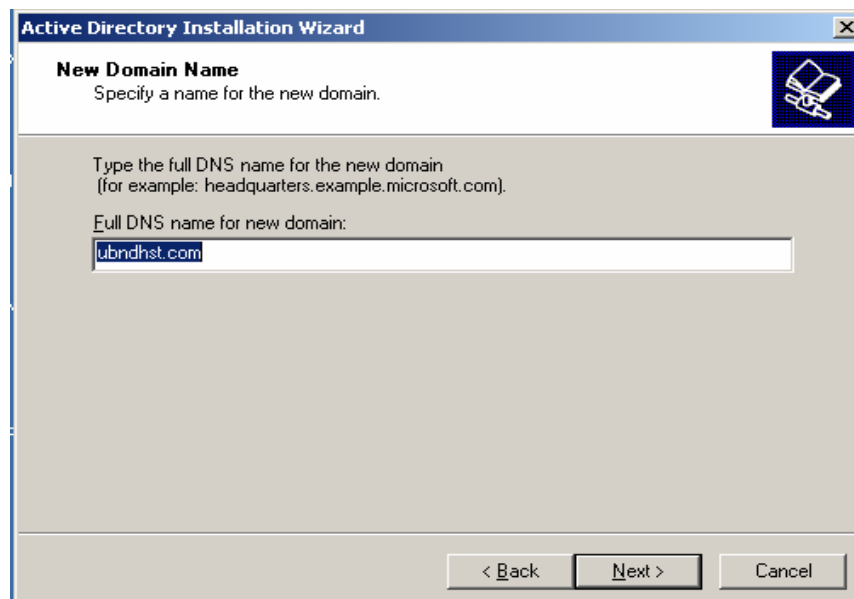 Active Directory Installation Wizard
New Domain Name
Specify a name for the new domain.
Type the full DNS name for the new domain
(for example: headquarters.example.microsoft.com).
Full DNS name for new domain:
ubndhst.com
< Back
Next >
Cancel